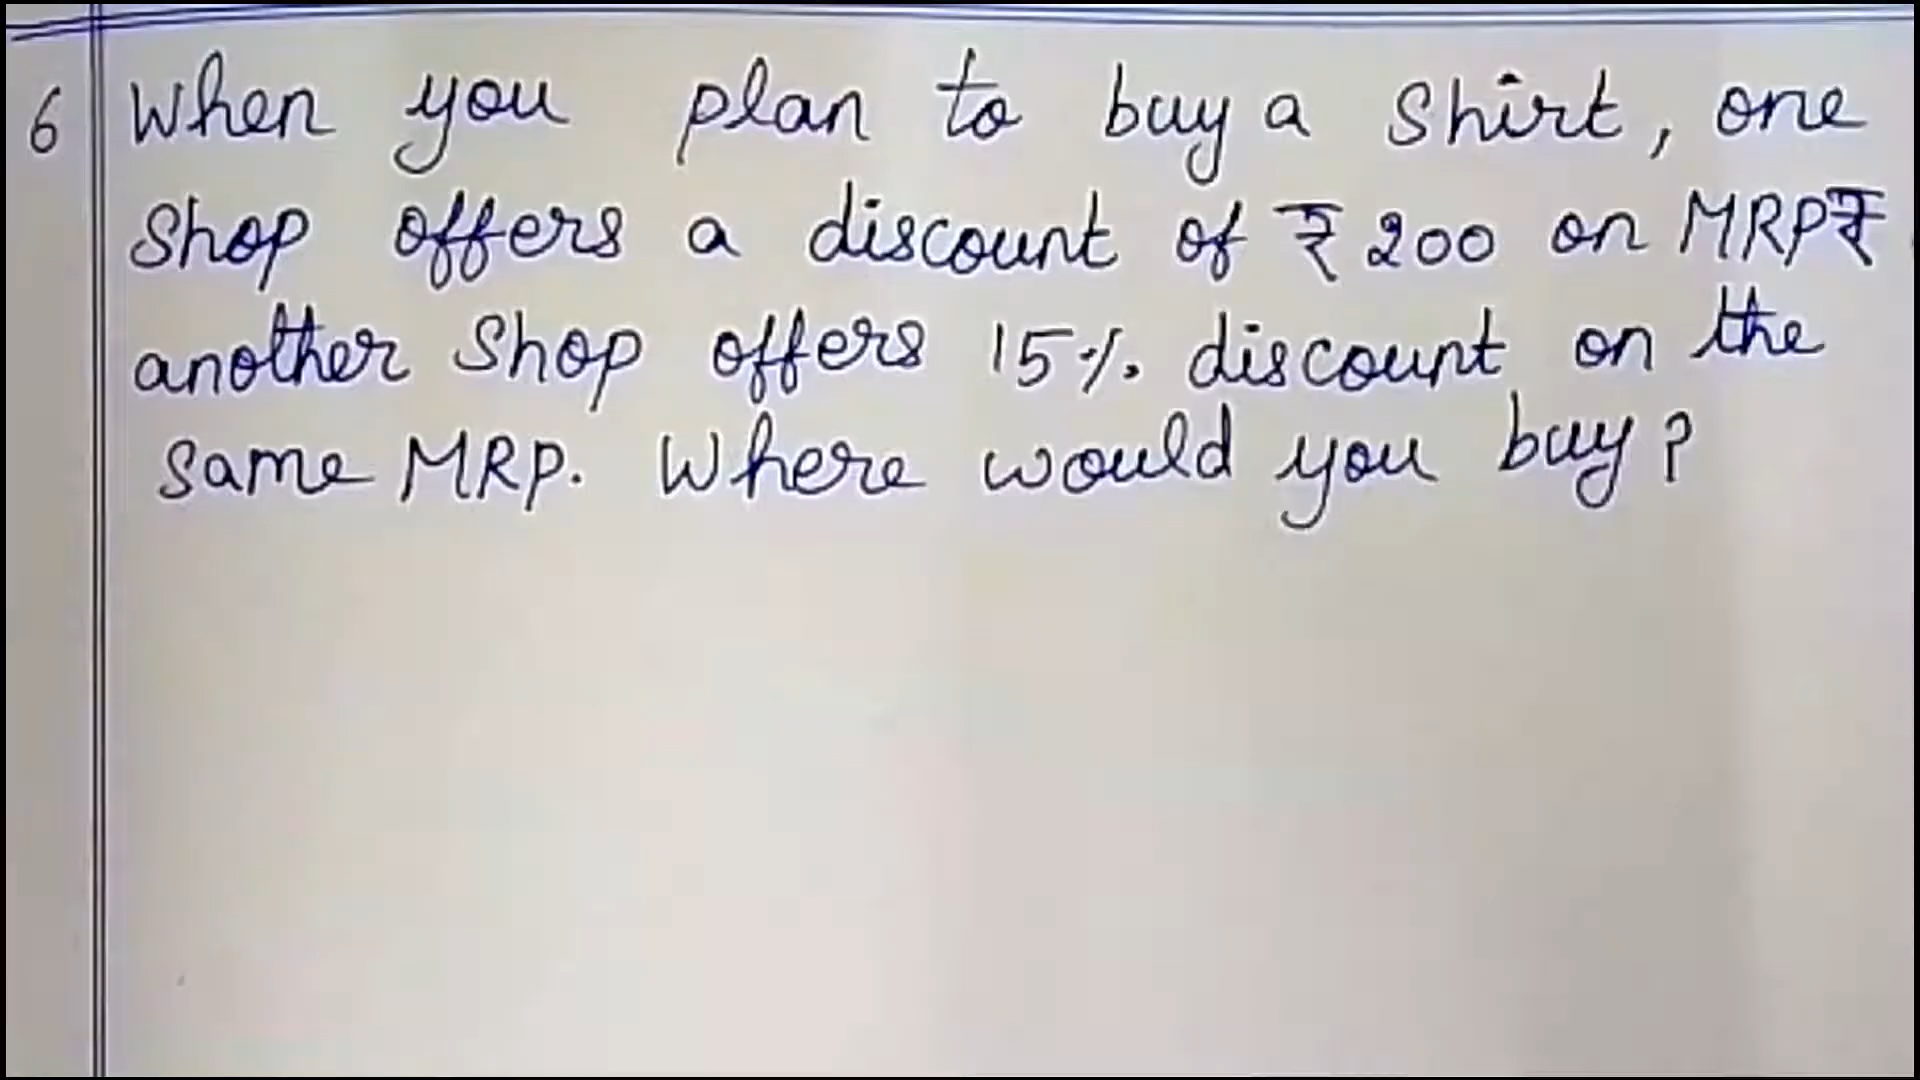 6 When you plan to buy a shirt, one
shop offers a discount of ₹ 200 on MRP ₹
another shop offers 15% discount on the
same MRP. Where would you buy?